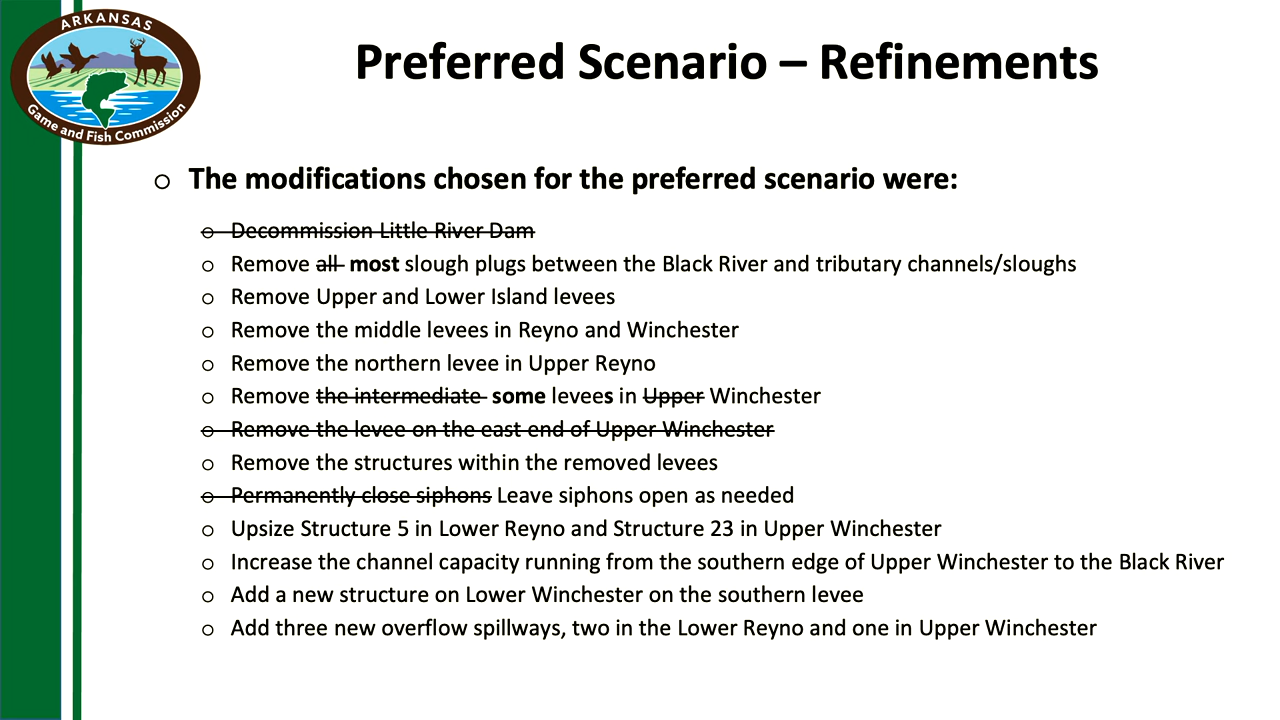 ARKANSAS
Game and Fish Commission
Preferred Scenario – Refinements
o The modifications chosen for the preferred scenario were:
o Decommission Little River Dam
o Remove all most slough plugs between the Black River and tributary channels/sloughs
o Remove Upper and Lower Island levees
o Remove the middle levees in Reyno and Winchester
o Remove the northern levee in Upper Reyno
o Remove the intermediate some levees in Upper Winchester
o Remove the levee on the east end of Upper Winchester
o Remove the structures within the removed levees
o Permanently close siphons Leave siphons open as needed
o Upsize Structure 5 in Lower Reyno and Structure 23 in Upper Winchester
o Increase the channel capacity running from the southern edge of Upper Winchester to the Black River
o Add a new structure on Lower Winchester on the southern levee
o Add three new overflow spillways, two in the Lower Reyno and one in Upper Winchester